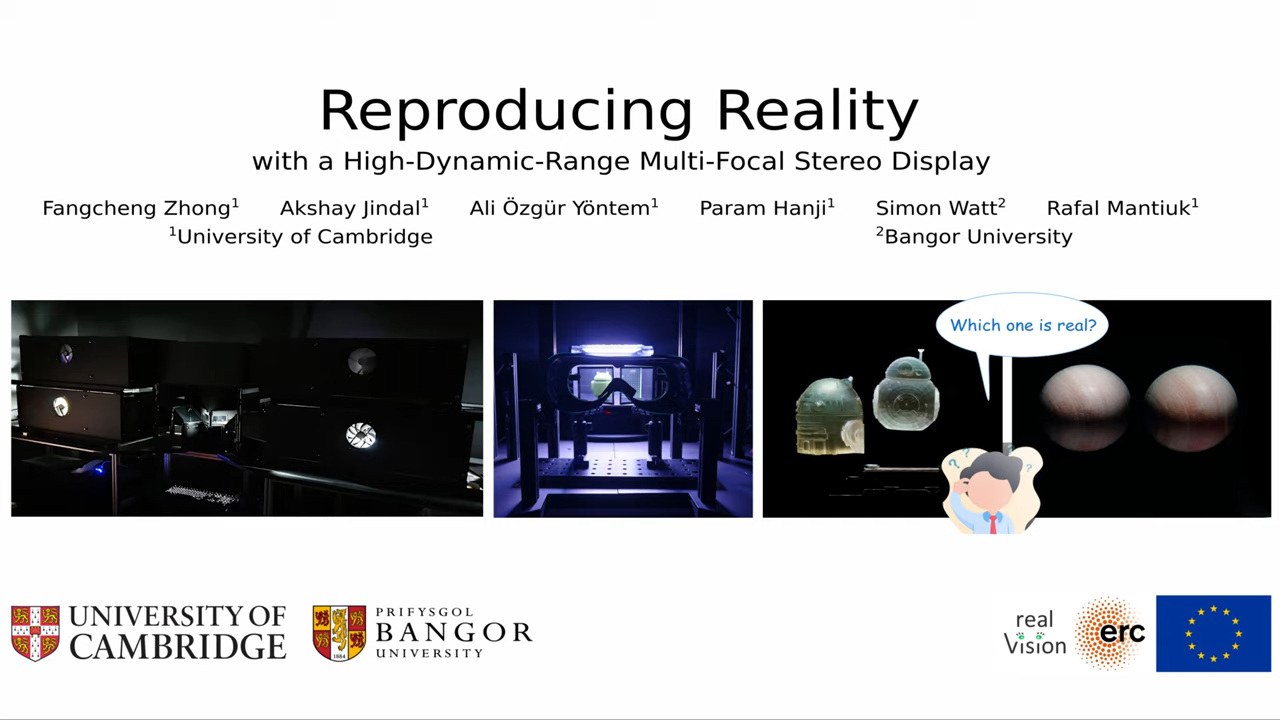 Reproducing Reality
with a High-Dynamic-Range Multi-Focal Stereo Display
Fangcheng Zhong¹ Akshay Jindal¹ Ali Özgür Yöntem¹ Param Hanji¹ Simon Watt² Rafal Mantiuk¹
¹University of Cambridge ²Bangor University
Which one is real?
UNIVERSITY OF
CAMBRIDGE
PRIFYSGOL
BANGOR
UNIVERSITY
1884
real
Vision
erc